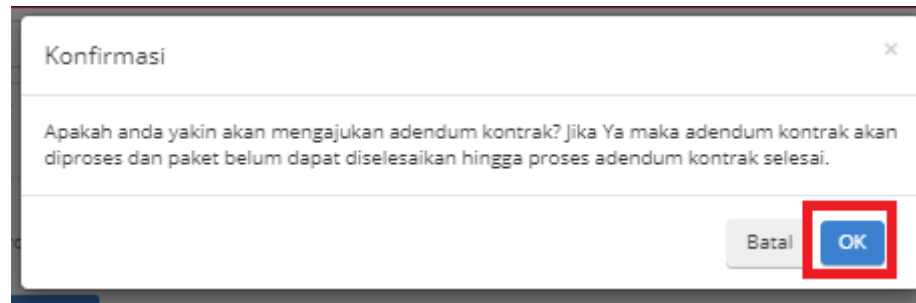 Konfirmasi
×
Apakah anda yakin akan mengajukan adendum kontrak? Jika Ya maka adendum kontrak akan
diproses dan paket belum dapat diselesaikan hingga proses adendum kontrak selesai.
Batal OK